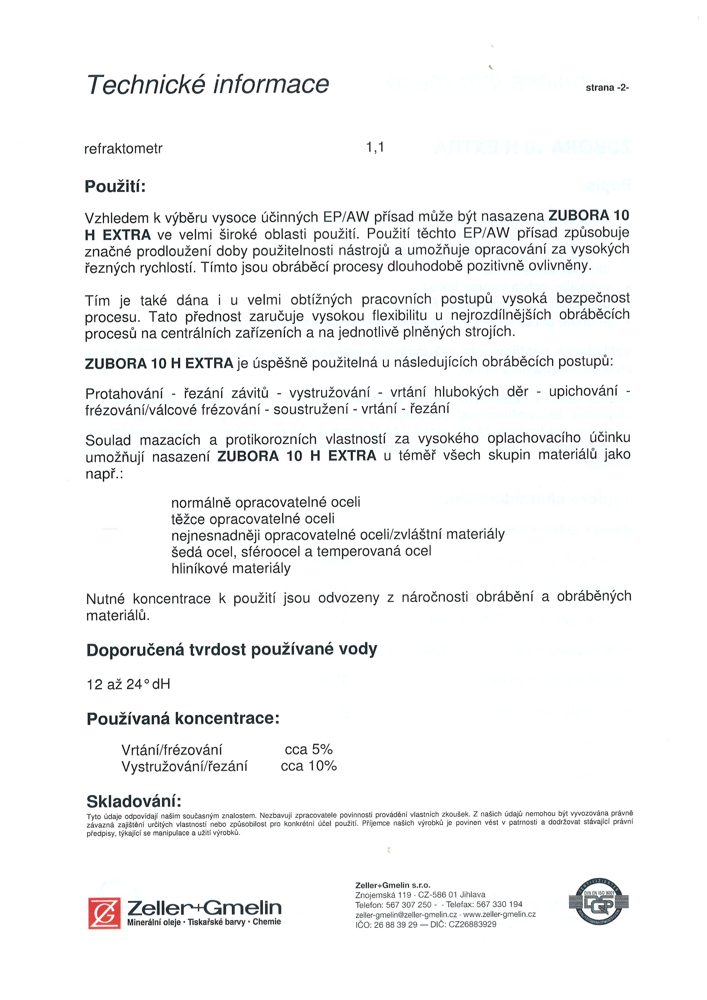 Technické informace
strana -2-
refraktometr 1,1
Použití:
Vzhledem k výběru vysoce účinných EP/AW přísad může být nasazena ZUBORA 10
H EXTRA ve velmi široké oblasti použití. Použití těchto EP/AW přísad způsobuje
značné prodloužení doby použitelnosti nástrojů a umožňuje opracování za vysokých
řezných rychlostí. Tímto jsou obráběcí procesy dlouhodobě pozitivně ovlivněny.
Tím je také dána i u velmi obtížných pracovních postupů vysoká bezpečnost
procesu. Tato přednost zaručuje vysokou flexibilitu u nejrozdílnějších obráběcích
procesů na centrálních zařízeních a na jednotlivě plněných strojích.
ZUBORA 10 H EXTRA je úspěšně použitelná u následujících obráběcích postupů:
Protahování - řezání závitů - vystružování - vrtání hlubokých děr - upichování -
frézování/válcové frézování - soustružení - vrtání - řezání
Soulad mazacích a protikorozních vlastností za vysokého oplachovacího účinku
umožňují nasazení ZUBORA 10 H EXTRA u téměř všech skupin materiálů jako
např.:
normálně opracovatelné oceli
těžce opracovatelné oceli
nejnesnadněji opracovatelné oceli/zvláštní materiály
šedá ocel, sféroocel a temperovaná ocel
hliníkové materiály
Nutné koncentrace k použití jsou odvozeny z náročnosti obrábění a obráběných
materiálů.
Doporučená tvrdost používané vody
12 až 24° dH
Používaná koncentrace:
Vrtání/frézování cca 5%
Vystružování/řezání cca 10%
Skladování:
Tyto údaje odpovídají našim současným znalostem. Nezbavují zpracovatele povinnosti provádění vlastních zkoušek. Z našich údajů nemohou být vyvozována právně
závazná zajištění určitých vlastností nebo způsobilost pro konkrétní účel použití. Příjemce našich výrobků je povinen vést v patrnosti a dodržovat stávající právní
předpisy, týkající se manipulace a užití výrobků.
Zeller+Gmelin
Minerální oleje • Tiskařské barvy • Chemie
Zeller+Gmelin s.r.o.
Znojemská 119 · CZ-586 01 Jihlava
Telefon: 567 307 250 - · Telefax: 567 330 194
zeller-gmelin@zeller-gmelin.cz · www.zeller-gmelin.cz
IČO: 26 88 39 29 — DIČ: CZ26883929
ZERTIFIZIERTES
DIN EN ISO 9001
DQS
QUALITÄTSMANAGEMENTSYSTEM